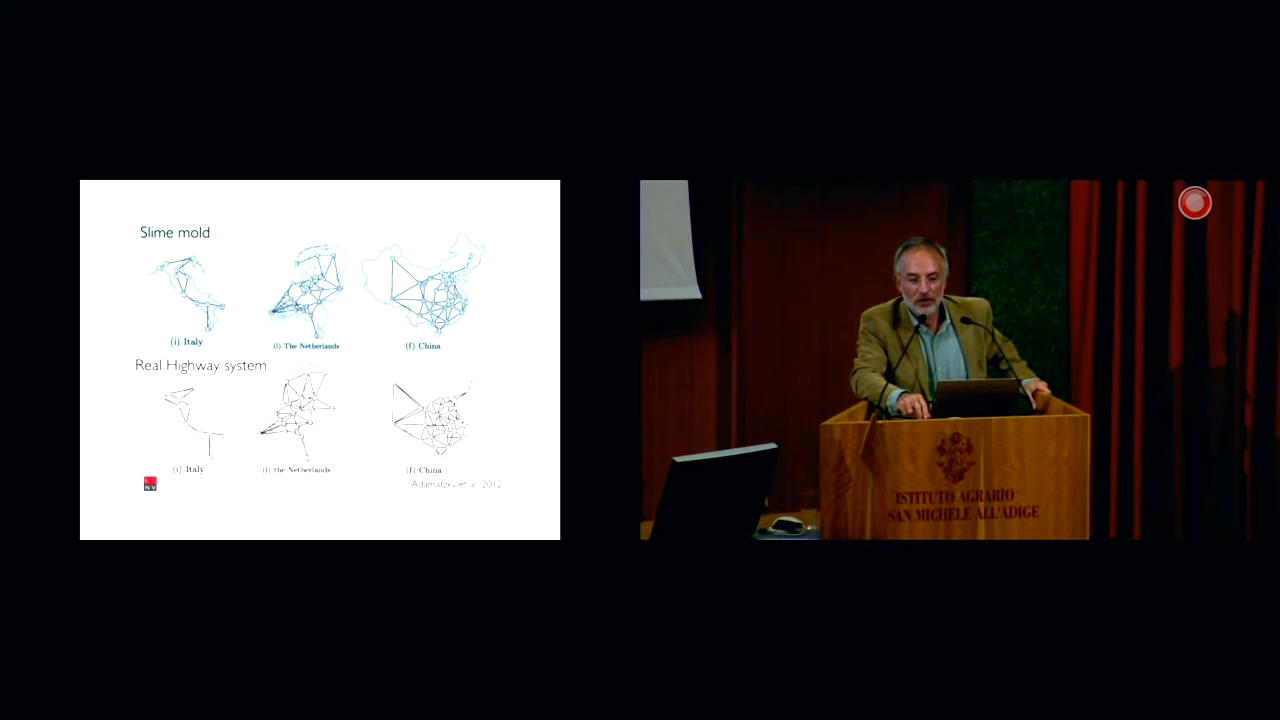 Slime mold
(i) Italy
(l) The Netherlands
(f) China
Real Highway system
(i) Italy
(l) the Netherlands
(f) China
Adamatzky et al. 2012
ISTITUTO AGRARIO
SAN MICHELE ALL'ADIGE